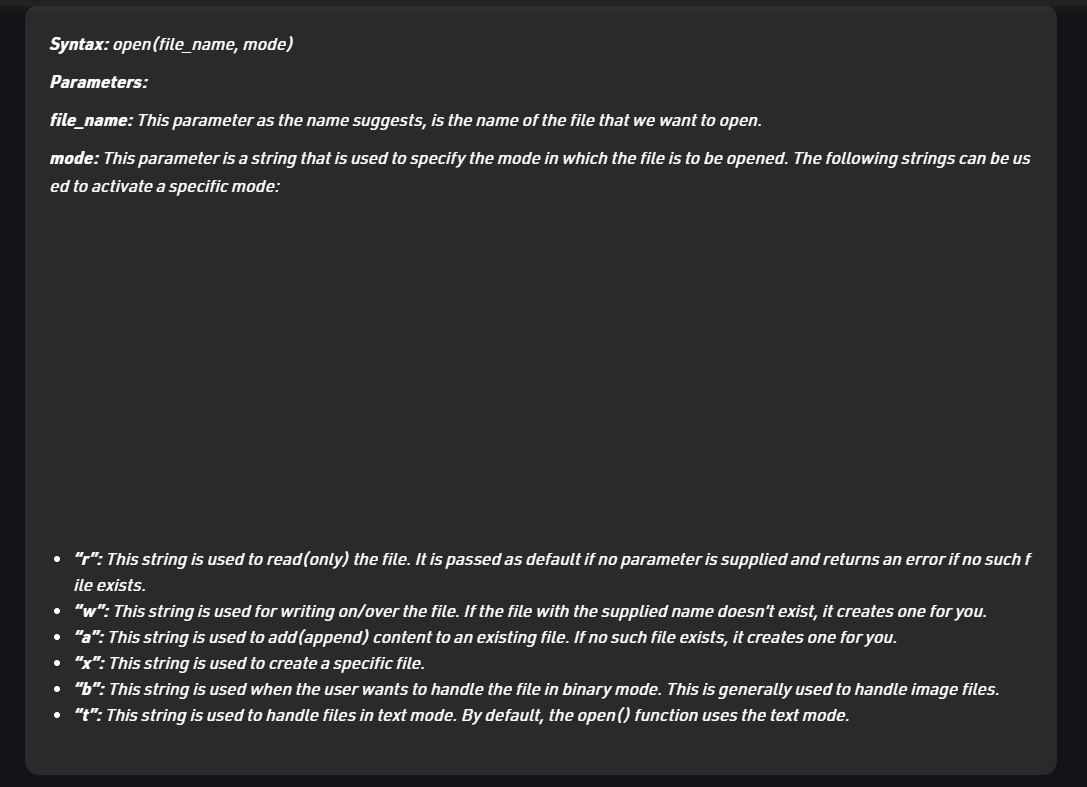 Syntax: open(file_name, mode)
Parameters:
file_name: This parameter as the name suggests, is the name of the file that we want to open.
mode: This parameter is a string that is used to specify the mode in which the file is to be opened. The following strings can be us
ed to activate a specific mode:
• “r”: This string is used to read(only) the file. It is passed as default if no parameter is supplied and returns an error if no such f
ile exists.
• “w”: This string is used for writing on/over the file. If the file with the supplied name doesn’t exist, it creates one for you.
• “a”: This string is used to add(append) content to an existing file. If no such file exists, it creates one for you.
• “x”: This string is used to create a specific file.
• “b”: This string is used when the user wants to handle the file in binary mode. This is generally used to handle image files.
• “t”: This string is used to handle files in text mode. By default, the open() function uses the text mode.